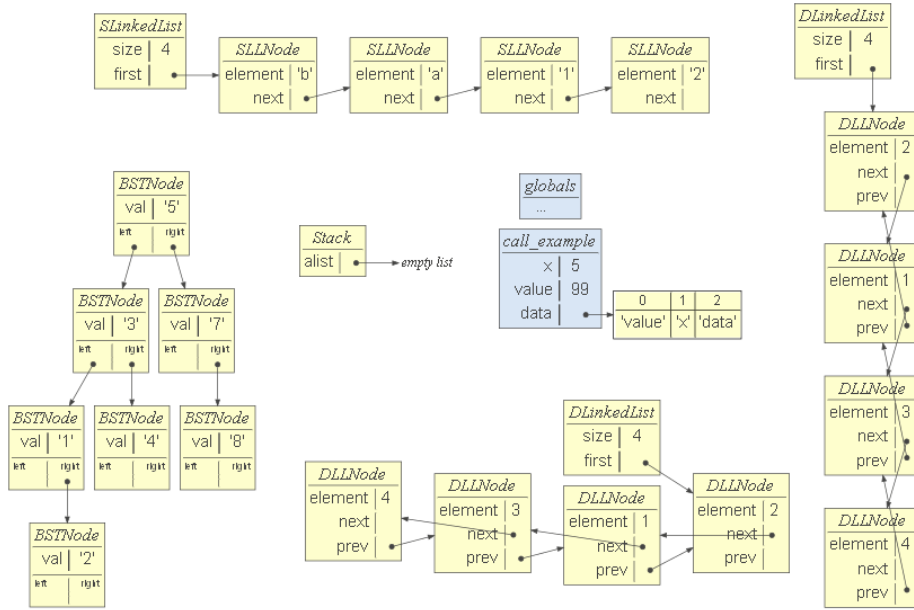 SLinkedList
size 4
first
SLLNode
element 'b'
next
SLLNode
element 'a'
next
SLLNode
element '1'
next
SLLNode
element '2'
next
DLinkedList
size 4
first
DLLNode
element 2
next
prev
DLLNode
element 1
next
prev
DLLNode
element 3
next
prev
DLLNode
element 4
next
prev
BSTNode
val '5'
left right
BSTNode
val '3'
left right
BSTNode
val '7'
left right
BSTNode
val '1'
left right
BSTNode
val '4'
left right
BSTNode
val '8'
left right
BSTNode
val '2'
left right
Stack
alist
empty list
globals
...
call_example
x 5
value 99
data
0 1 2
'value' 'x' 'data'
DLinkedList
size 4
first
DLLNode
element 4
next
prev
DLLNode
element 3
next
prev
DLLNode
element 1
next
prev
DLLNode
element 2
next
prev